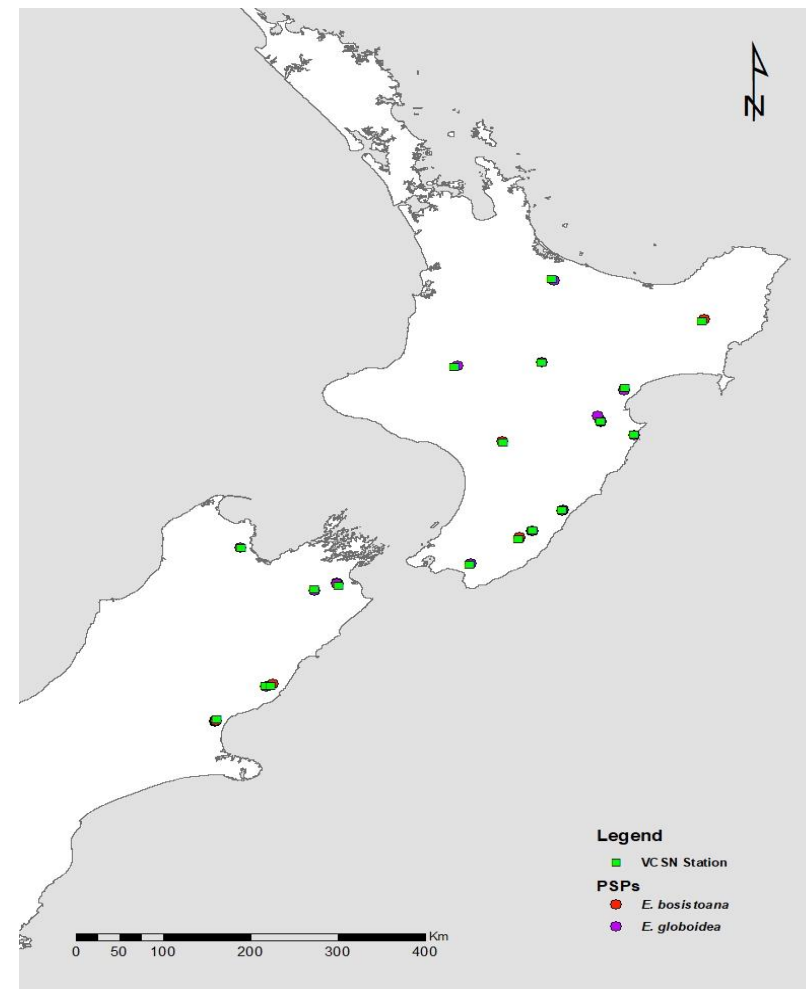 N
Legend
VCSN Station
PSPs
E. bosistoana
E. globoidea
Km
0 50 100 200 300 400